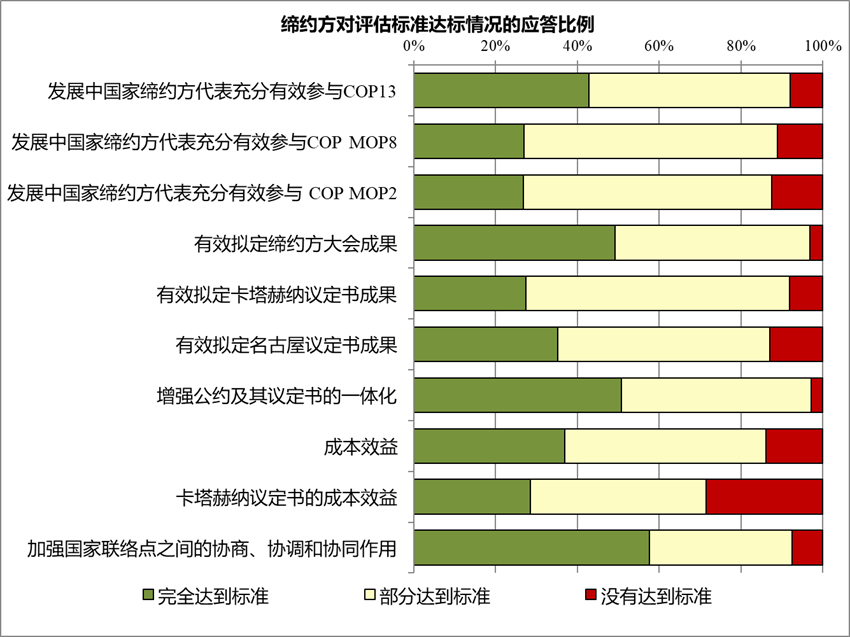 缔约方对评估标准达标情况的应答比例
0% 20% 40% 60% 80% 100%
发展中国家缔约方代表充分有效参与COP13
发展中国家缔约方代表充分有效参与COP MOP8
发展中国家缔约方代表充分有效参与 COP MOP2
有效拟定缔约方大会成果
有效拟定卡塔赫纳议定书成果
有效拟定名古屋议定书成果
增强公约及其议定书的一体化
成本效益
卡塔赫纳议定书的成本效益
加强国家联络点之间的协商、协调和协同作用
完全达到标准 部分达到标准 没有达到标准